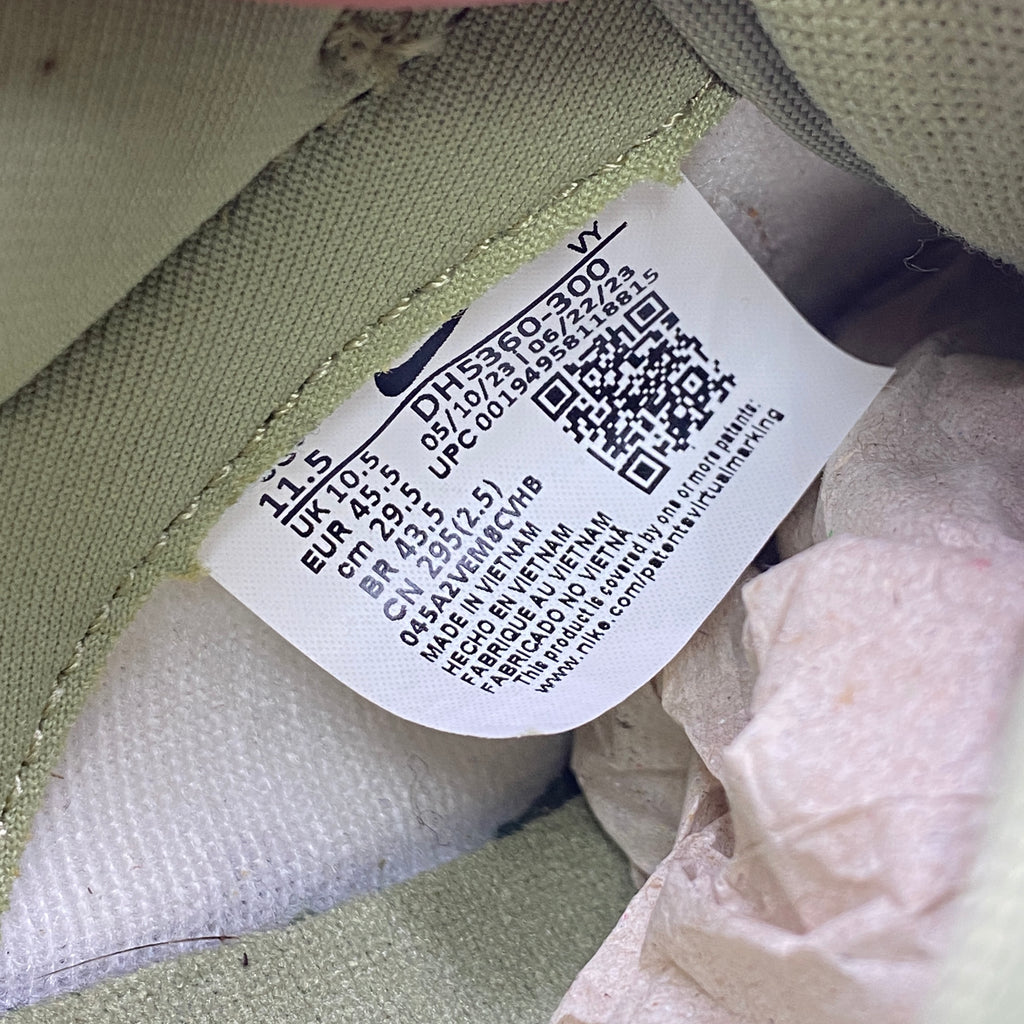 VY
11.5
UK 10.5
EUR 45.5
cm 29.5
BR 43.5
CN 295(2.5)
DH5360-300
05/10/23 | 06/22/23
UPC 00194958118815
045A2VEM8CVHB
MADE IN VIETNAM
HECHO EN VIETNAM
FABRIQUE AU VIETNAM
FABRICADO NO VIETNÃ
This product is covered by one or more patents:
www.nike.com/patentsvirtualmarking